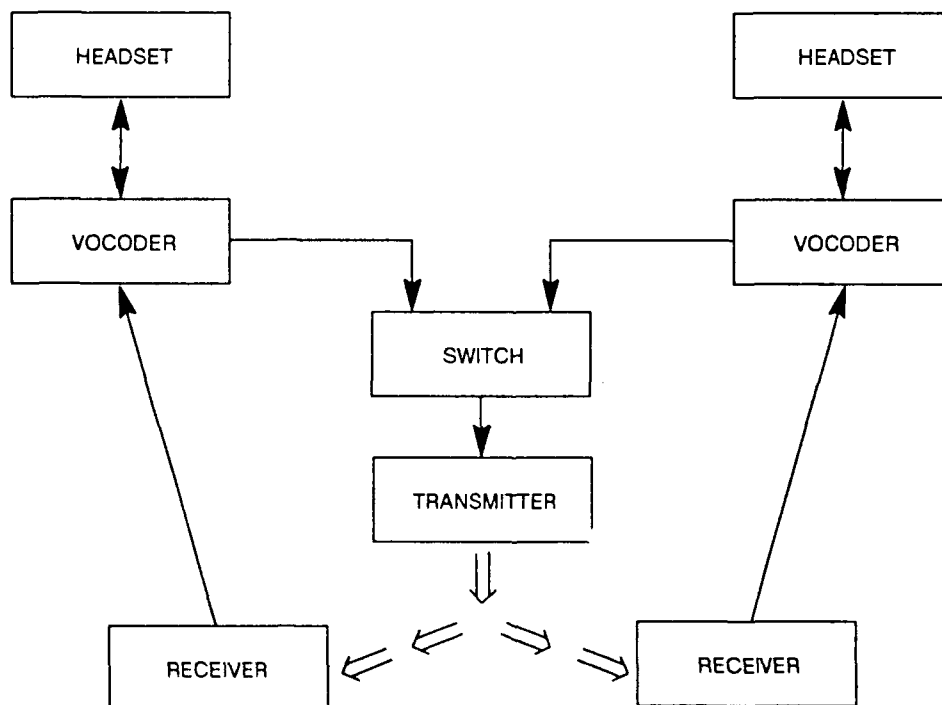 HEADSET
HEADSET
VOCODER
VOCODER
SWITCH
TRANSMITTER
RECEIVER
RECEIVER